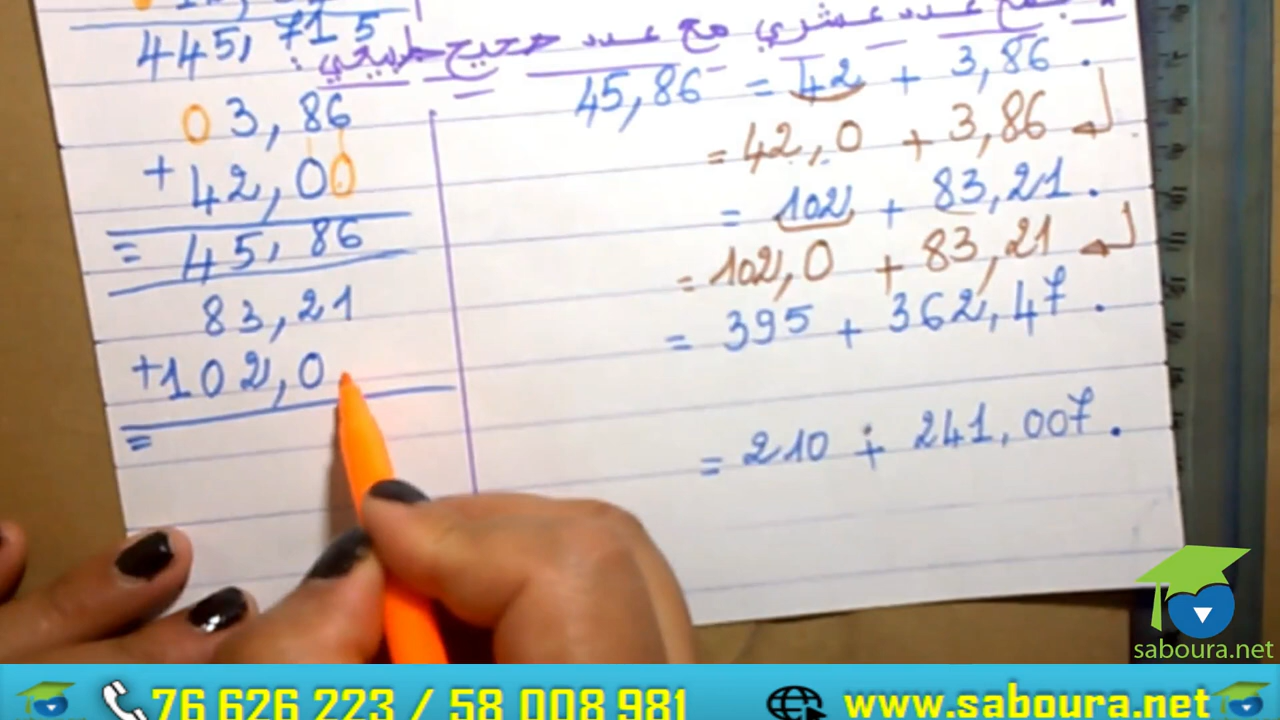 445,715
جمع عدد عشري مع عدد صحيح طبيعي :
45,86 = 42 + 3,86 .
= 42,0 + 3,86
= 102 + 83,21 .
= 102,0 + 83,21
= 395 + 362,47 .
= 210 + 241,007 .
03,86
+ 42,00
= 45,86
83,21
+102,0
=
saboura.net
76 626 223 / 58 008 981
www.saboura.net